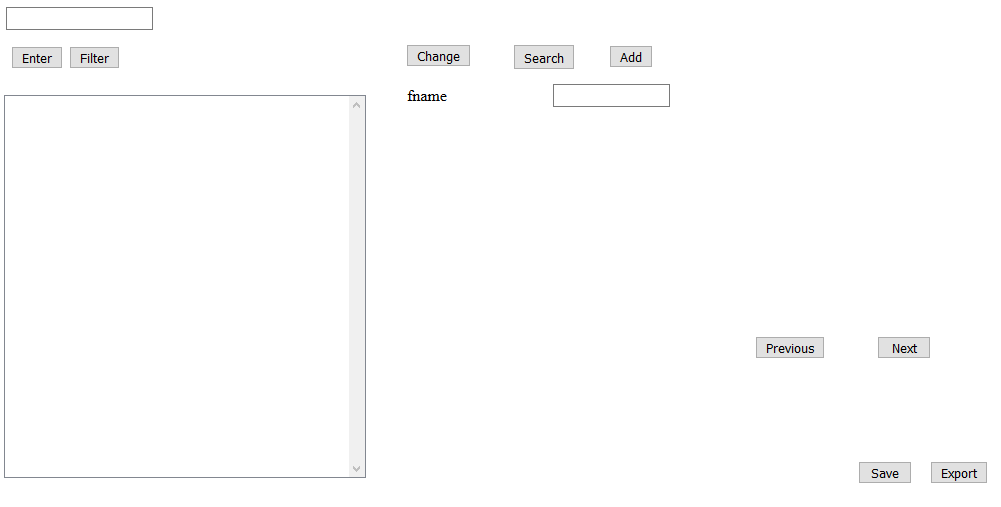 Enter Filter Change Search Add
fname
Previous Next
Save Export